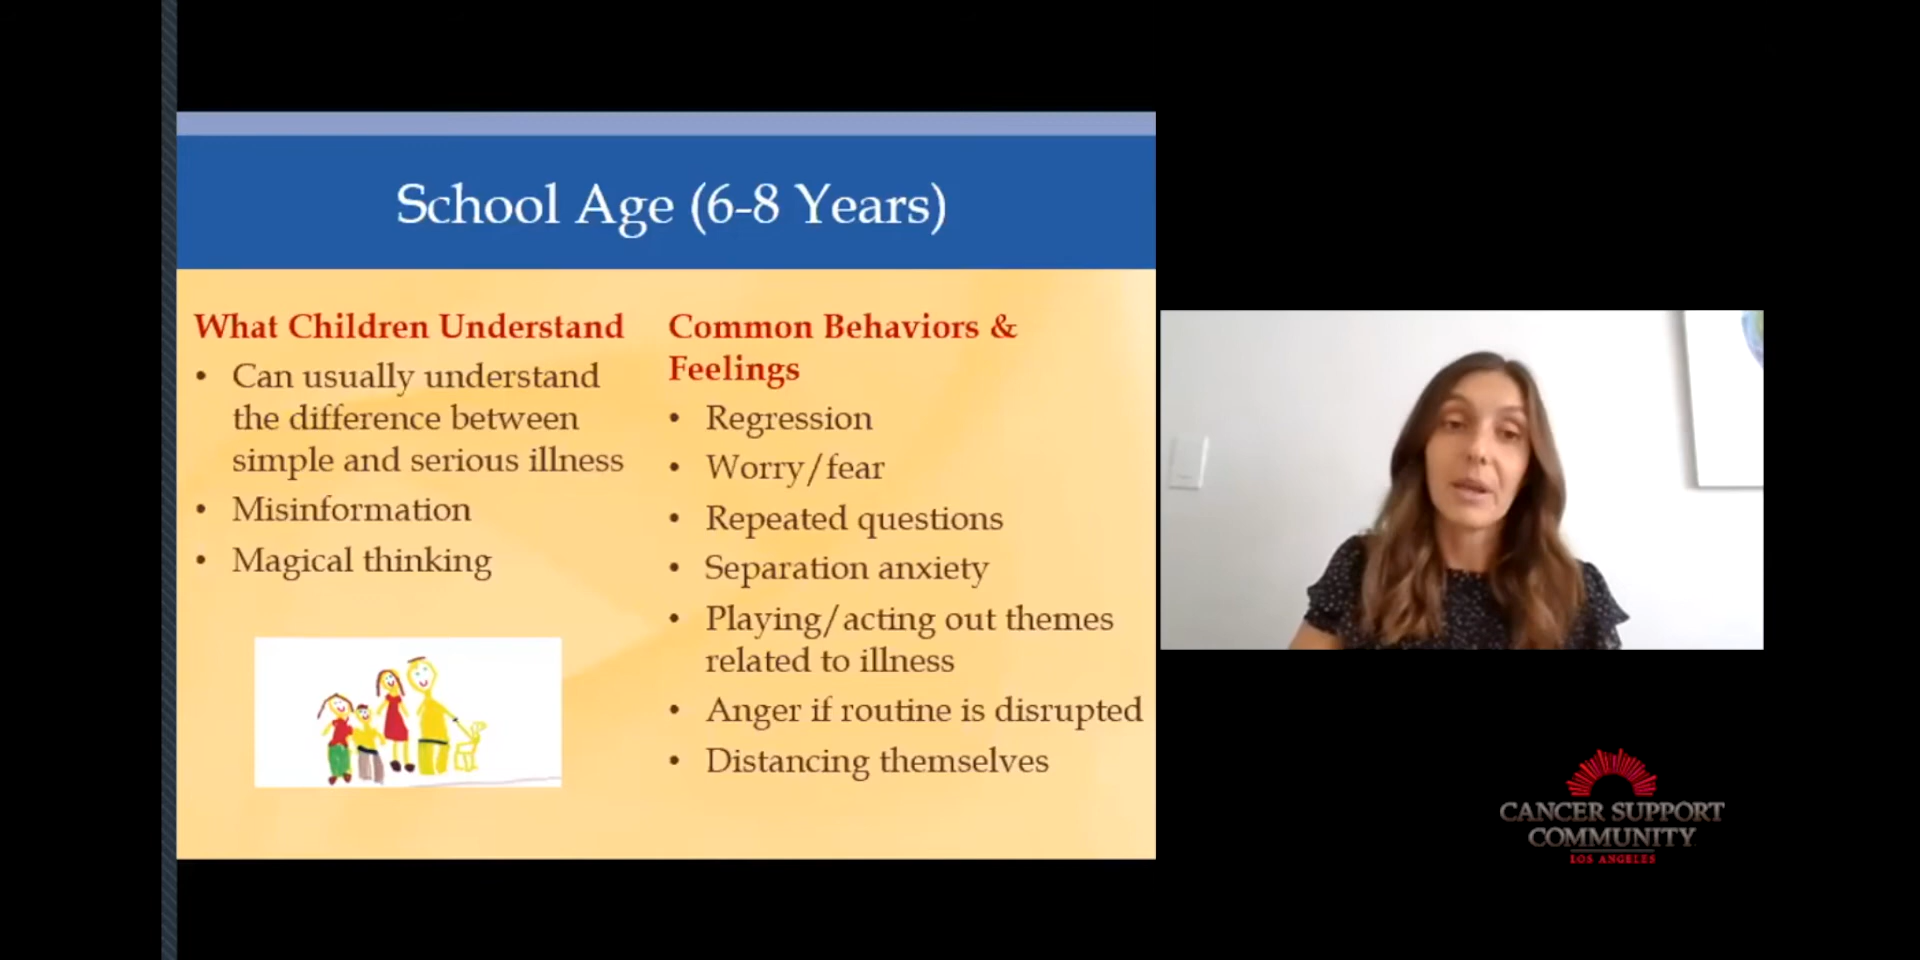 School Age (6-8 Years)
What Children Understand
• Can usually understand
the difference between
simple and serious illness
• Misinformation
• Magical thinking
Common Behaviors &
Feelings
• Regression
• Worry/fear
• Repeated questions
• Separation anxiety
• Playing/acting out themes
related to illness
• Anger if routine is disrupted
• Distancing themselves
CANCER SUPPORT
COMMUNITY
LOS ANGELES